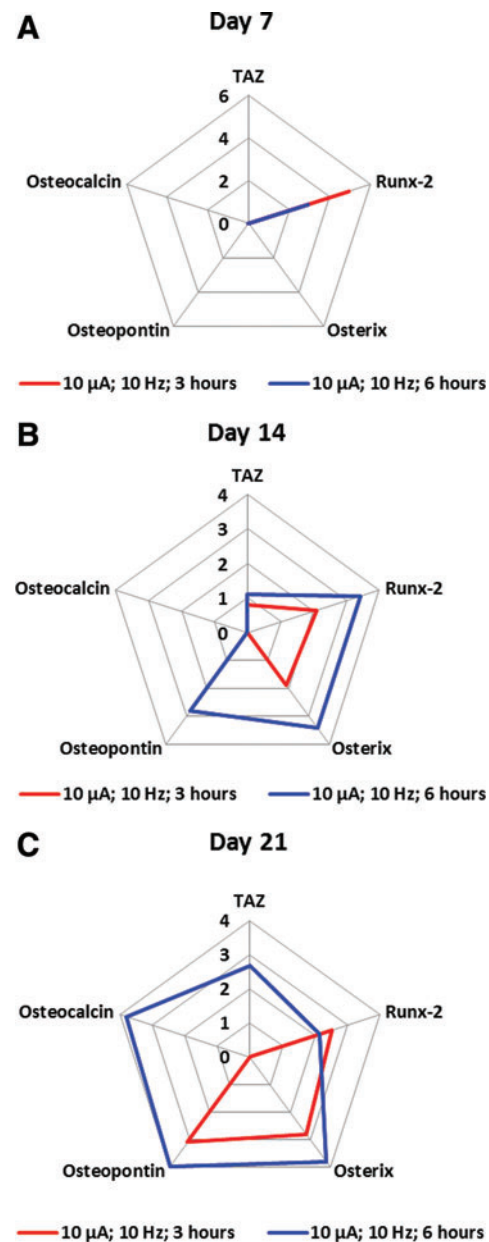 A
Day 7
TAZ
6
4
2
0
Osteocalcin
Runx-2
Osteopontin
Osterix
10 µA; 10 Hz; 3 hours
10 µA; 10 Hz; 6 hours
B
Day 14
TAZ
4
3
2
1
0
Osteocalcin
Runx-2
Osteopontin
Osterix
10 µA; 10 Hz; 3 hours
10 µA; 10 Hz; 6 hours
C
Day 21
TAZ
4
3
2
1
0
Osteocalcin
Runx-2
Osteopontin
Osterix
10 µA; 10 Hz; 3 hours
10 µA; 10 Hz; 6 hours